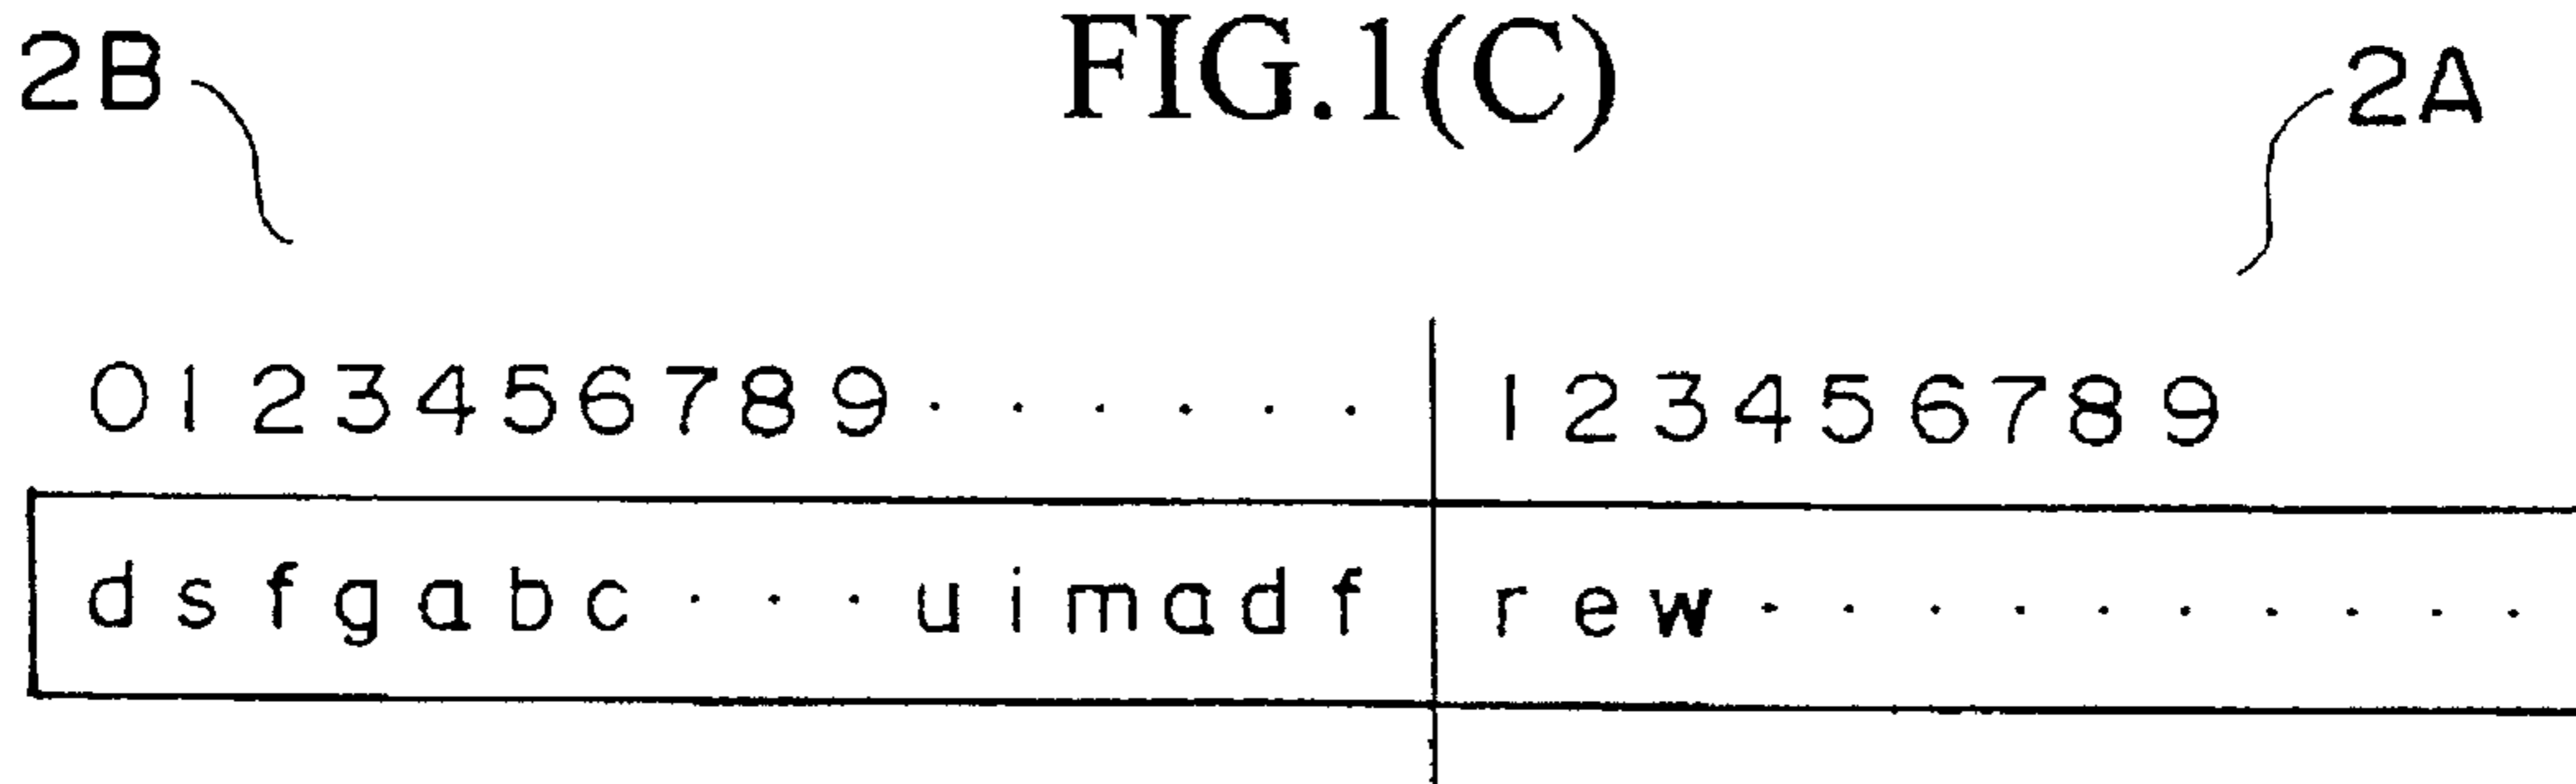 FIG.1(C)
2B 2A
0123456789 · · · · · · 123456789
dsfgabc · · · uimadf rew · · · · · · · · · ·